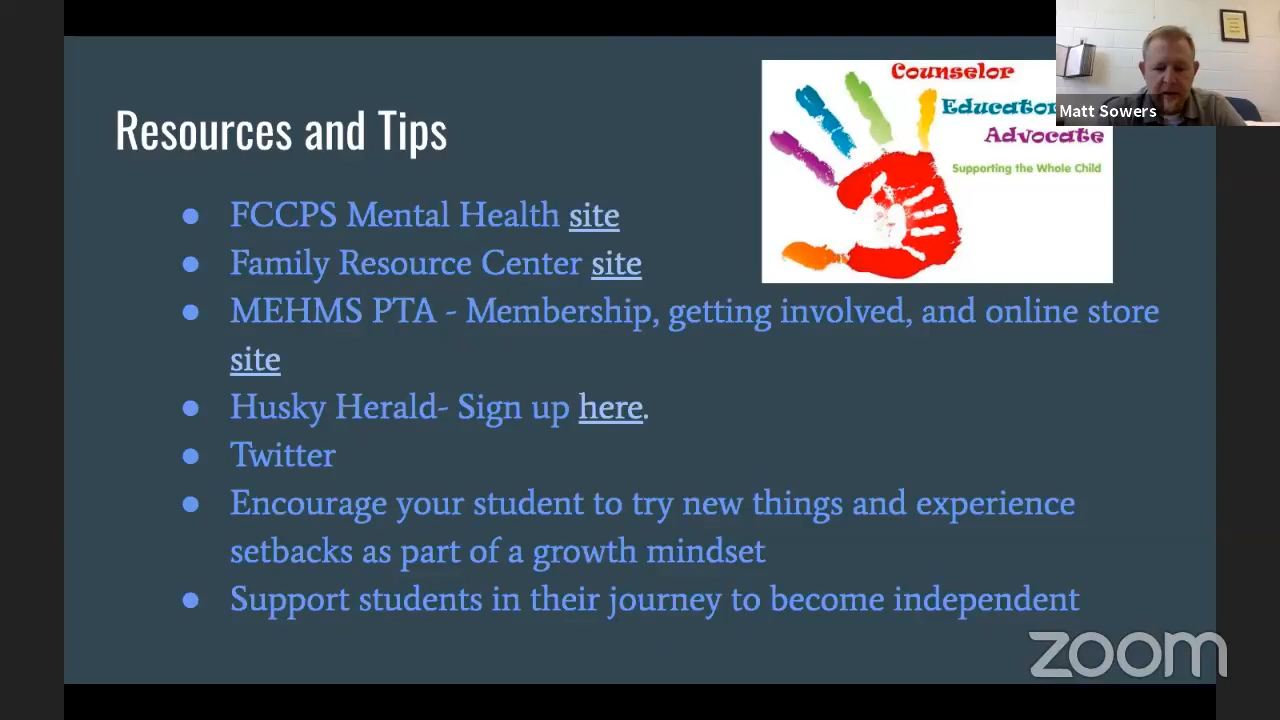 Counselor
Educator
Advocate
Supporting the Whole Child
Matt Sowers
Resources and Tips
● FCCPS Mental Health site
● Family Resource Center site
● MEHMS PTA - Membership, getting involved, and online store
site
● Husky Herald- Sign up here.
● Twitter
● Encourage your student to try new things and experience
setbacks as part of a growth mindset
● Support students in their journey to become independent
zoom